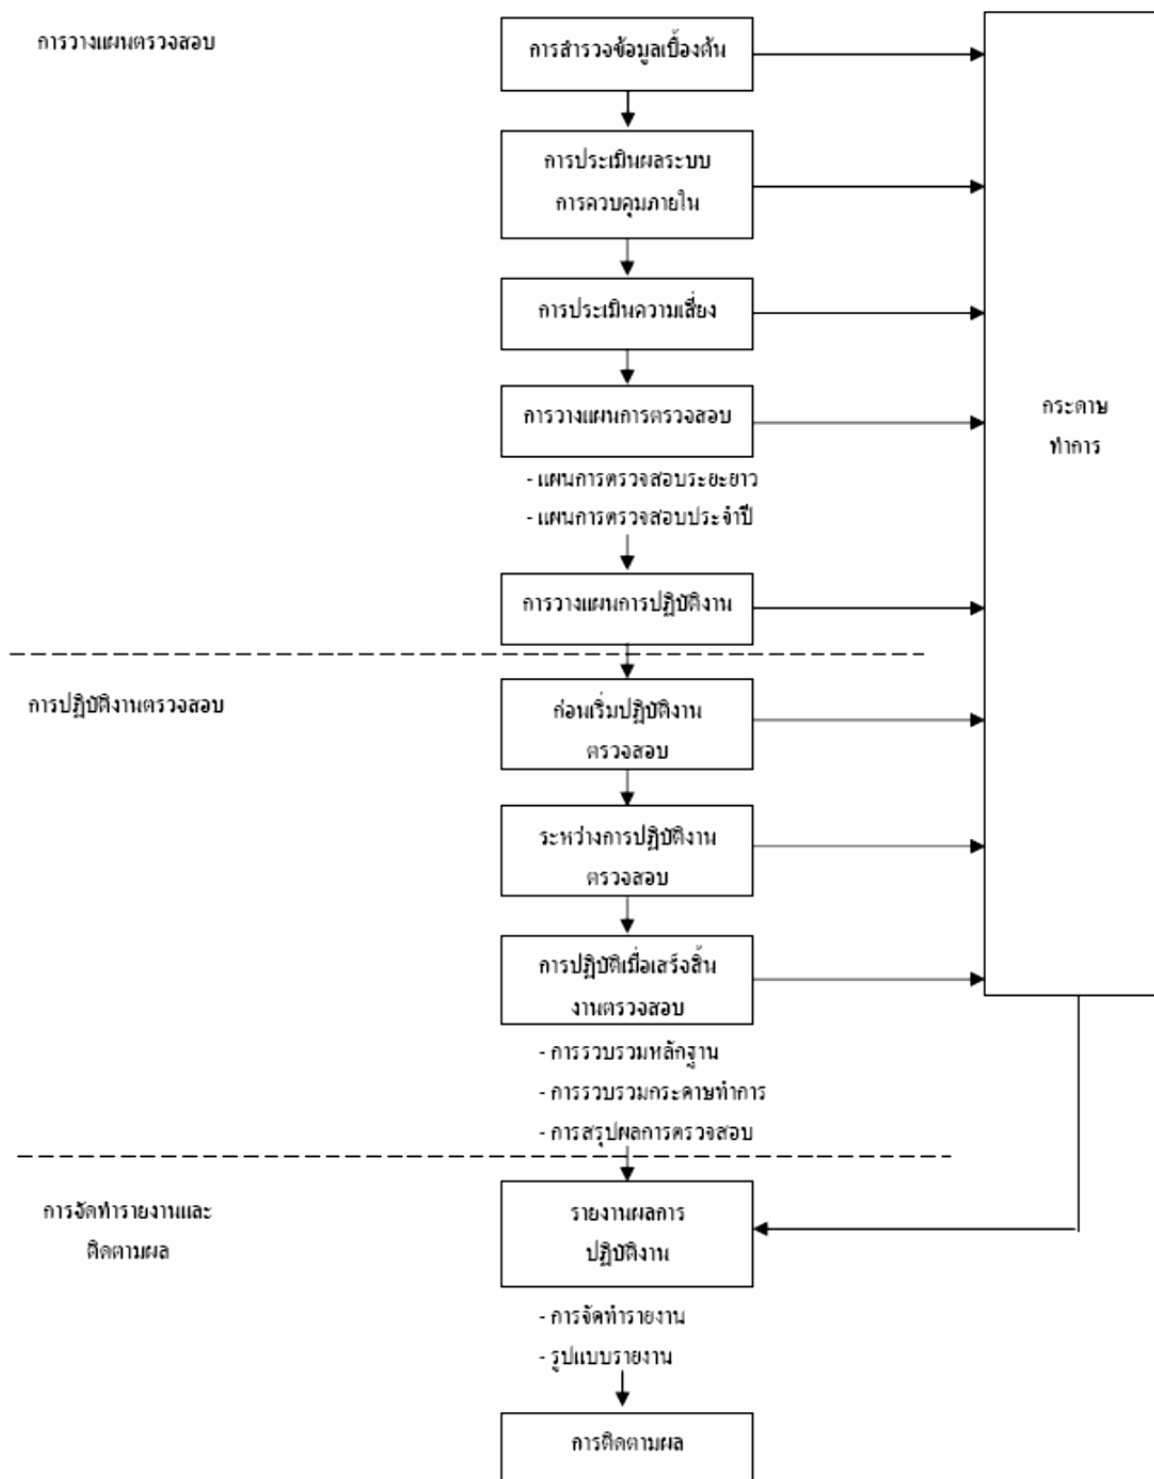 การวางแผนตรวจสอบ
การสำรวจข้อมูลเบื้องต้น
การประเมินผลระบบ
การควบคุมภายใน
การประเมินความเสี่ยง
การวางแผนการตรวจสอบ
- แผนการตรวจสอบระยะยาว
- แผนการตรวจสอบประจำปี
การวางแผนการปฏิบัติงาน
กระดาษ
ทำการ
การปฏิบัติงานตรวจสอบ
ก่อนเริ่มปฏิบัติงาน
ตรวจสอบ
ระหว่างการปฏิบัติงาน
ตรวจสอบ
การปฏิบัติเมื่อเสร็จสิ้น
งานตรวจสอบ
- การรวบรวมหลักฐาน
- การรวบรวมกระดาษทำการ
- การสรุปผลการตรวจสอบ
การจัดทำรายงานและ
ติดตามผล
รายงานผลการ
ปฏิบัติงาน
- การจัดทำรายงาน
- รูปแบบรายงาน
การติดตามผล